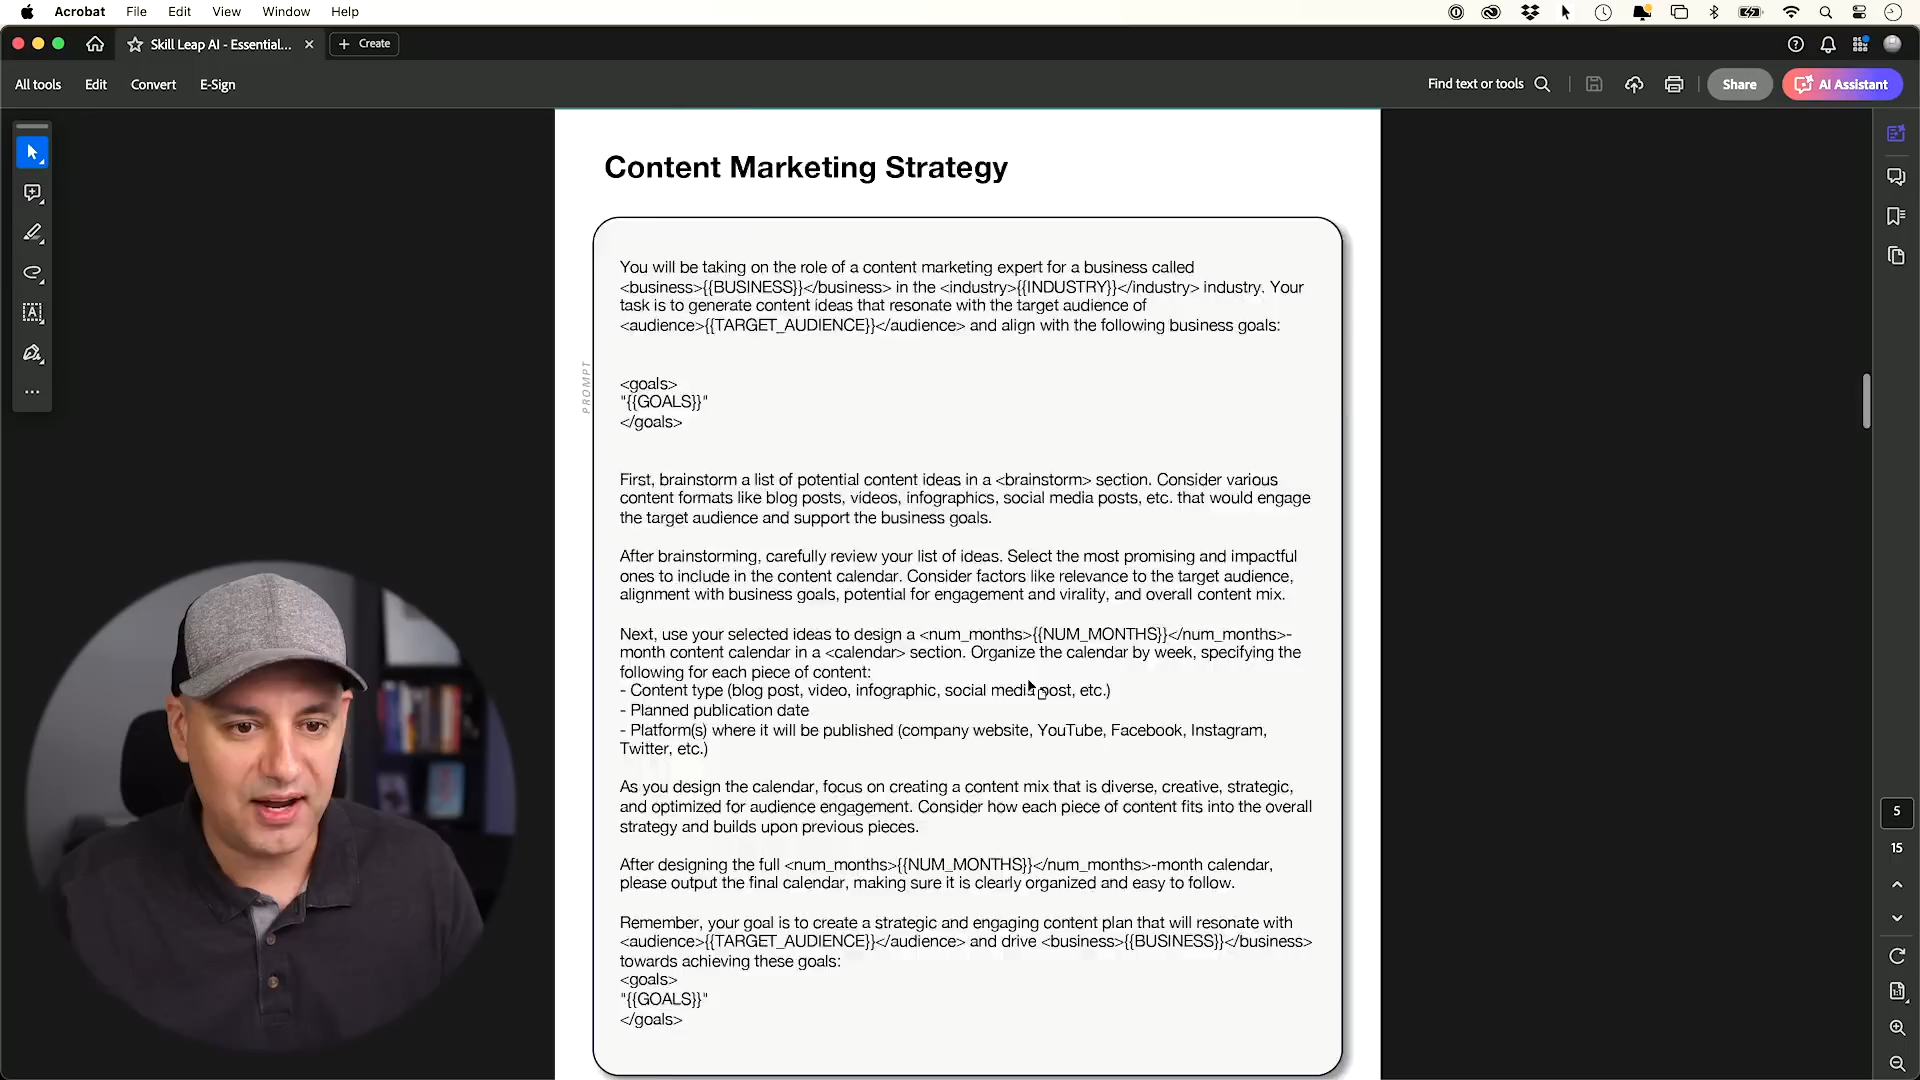 Acrobat File Edit View Window Help
Skill Leap AI - Essential...
Create
All tools Edit Convert E-Sign
Find text or tools
Share
AI Assistant
Content Marketing Strategy
PROMPT
You will be taking on the role of a content marketing expert for a business called
<business>{{BUSINESS}}</business> in the <industry>{{INDUSTRY}}</industry> industry. Your
task is to generate content ideas that resonate with the target audience of
<audience>{{TARGET_AUDIENCE}}</audience> and align with the following business goals:
<goals>
"{{GOALS}}"
</goals>
First, brainstorm a list of potential content ideas in a <brainstorm> section. Consider various
content formats like blog posts, videos, infographics, social media posts, etc. that would engage
the target audience and support the business goals.
After brainstorming, carefully review your list of ideas. Select the most promising and impactful
ones to include in the content calendar. Consider factors like relevance to the target audience,
alignment with business goals, potential for engagement and virality, and overall content mix.
Next, use your selected ideas to design a <num_months>{{NUM_MONTHS}}</num_months>-
month content calendar in a <calendar> section. Organize the calendar by week, specifying the
following for each piece of content:
- Content type (blog post, video, infographic, social media post, etc.)
- Planned publication date
- Platform(s) where it will be published (company website, YouTube, Facebook, Instagram,
Twitter, etc.)
As you design the calendar, focus on creating a content mix that is diverse, creative, strategic,
and optimized for audience engagement. Consider how each piece of content fits into the overall
strategy and builds upon previous pieces.
After designing the full <num_months>{{NUM_MONTHS}}</num_months>-month calendar,
please output the final calendar, making sure it is clearly organized and easy to follow.
Remember, your goal is to create a strategic and engaging content plan that will resonate with
<audience>{{TARGET_AUDIENCE}}</audience> and drive <business>{{BUSINESS}}</business>
towards achieving these goals:
<goals>
"{{GOALS}}"
</goals>
5
15